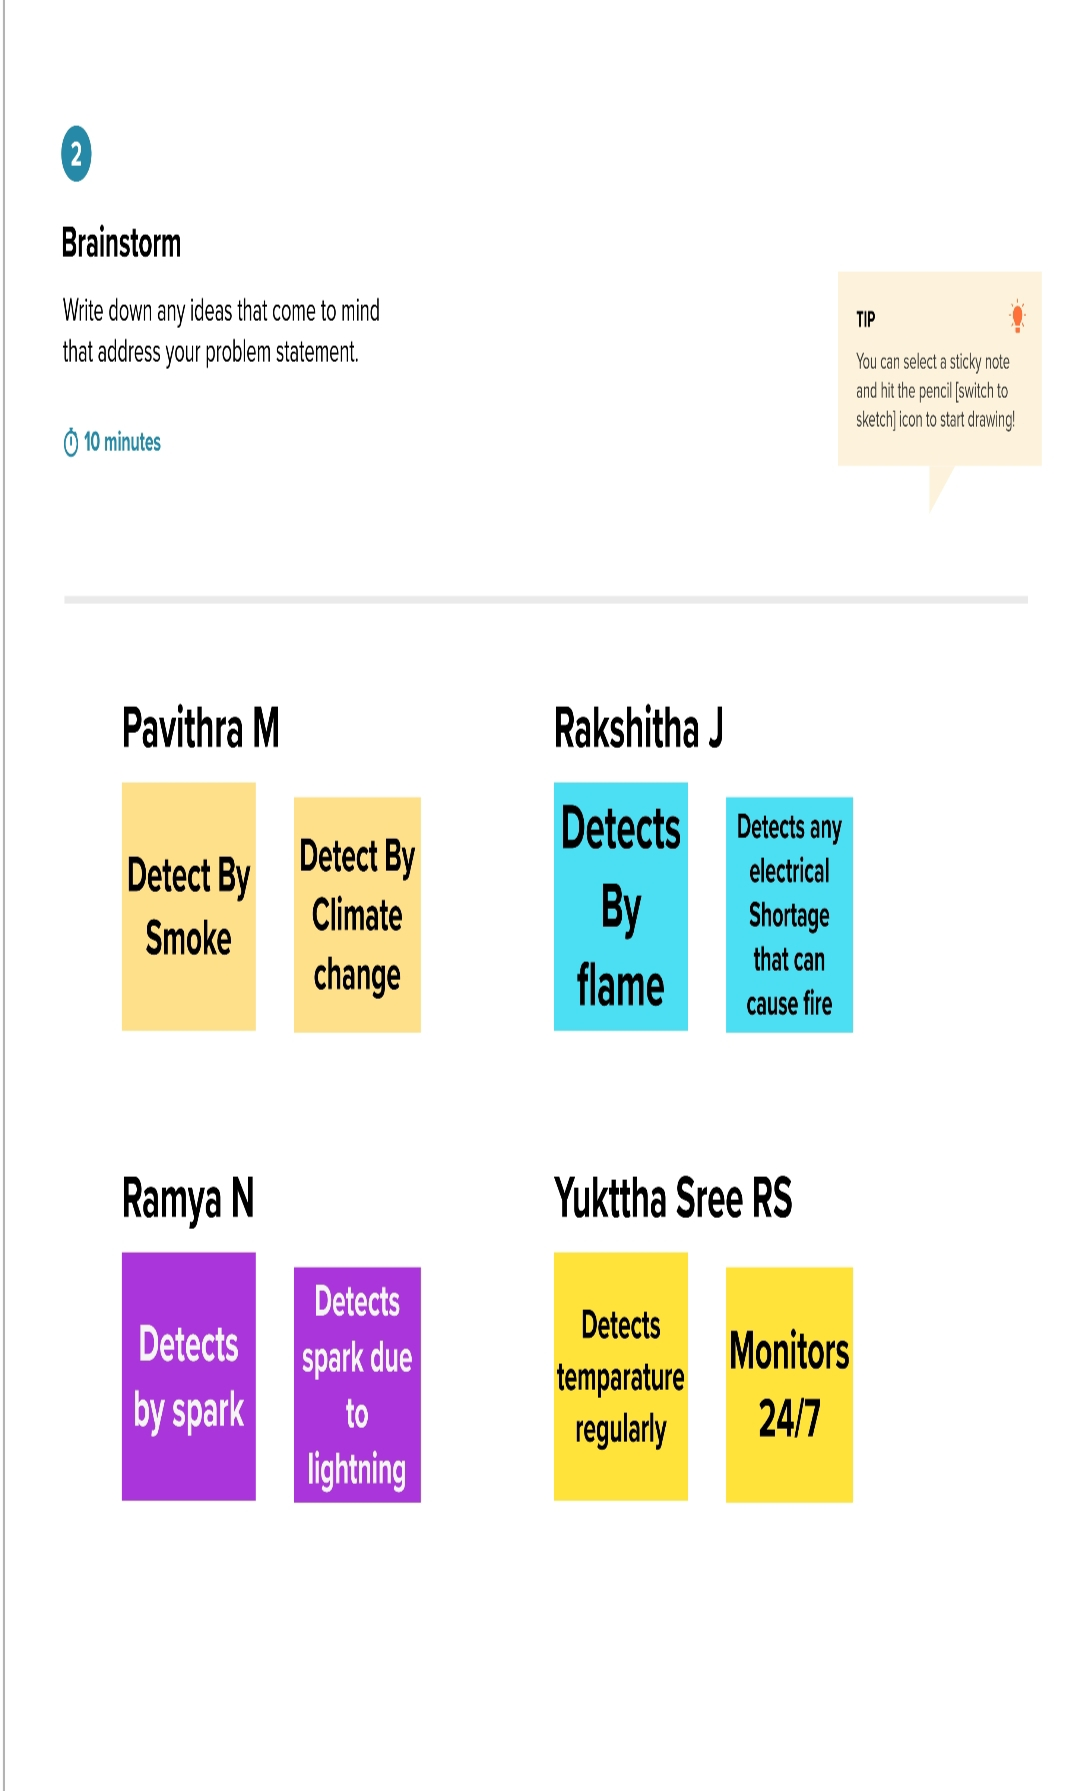 2
Brainstorm
Write down any ideas that come to mind
that address your problem statement.
10 minutes
TIP
You can select a sticky note
and hit the pencil [switch to
sketch] icon to start drawing!
Pavithra M
Detect By
Smoke
Detect By
Climate
change
Rakshitha J
Detects
By
flame
Detects any
electrical
Shortage
that can
cause fire
Ramya N
Detects
by spark
Detects
spark due
to
lightning
Yukttha Sree RS
Detects
temparature
regularly
Monitors
24/7